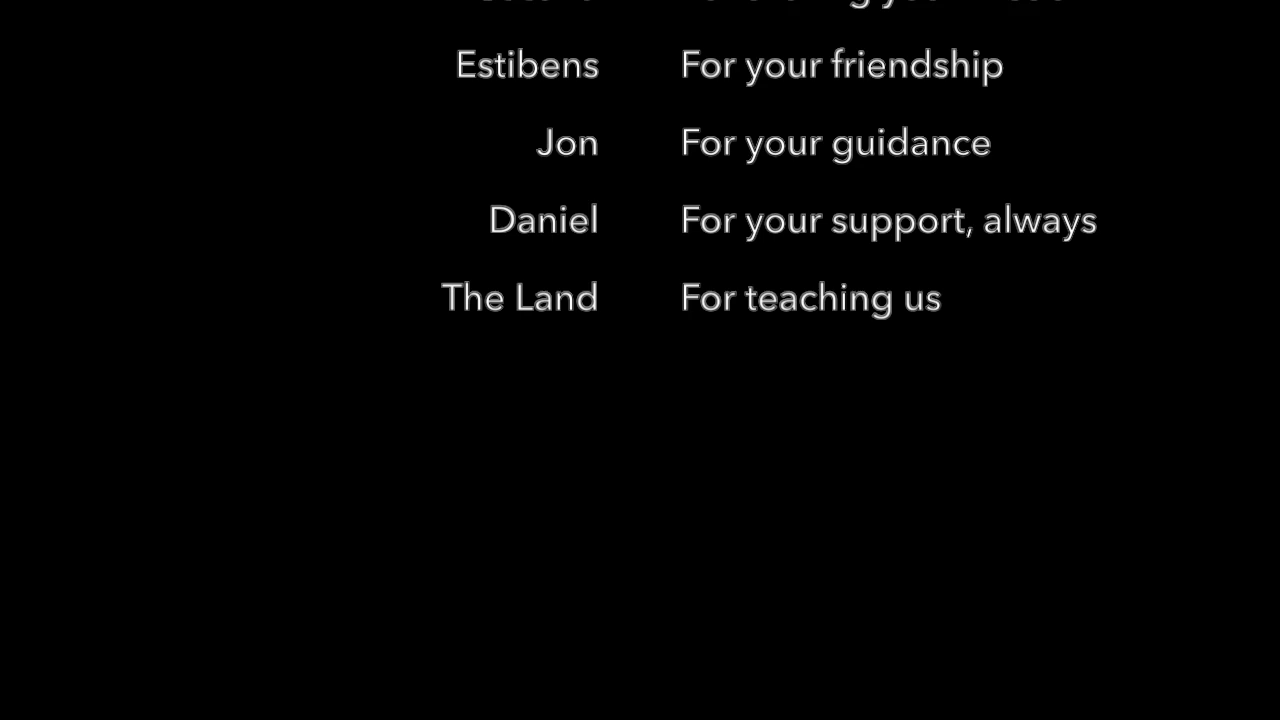 Estibens For your friendship
Jon For your guidance
Daniel For your support, always
The Land For teaching us